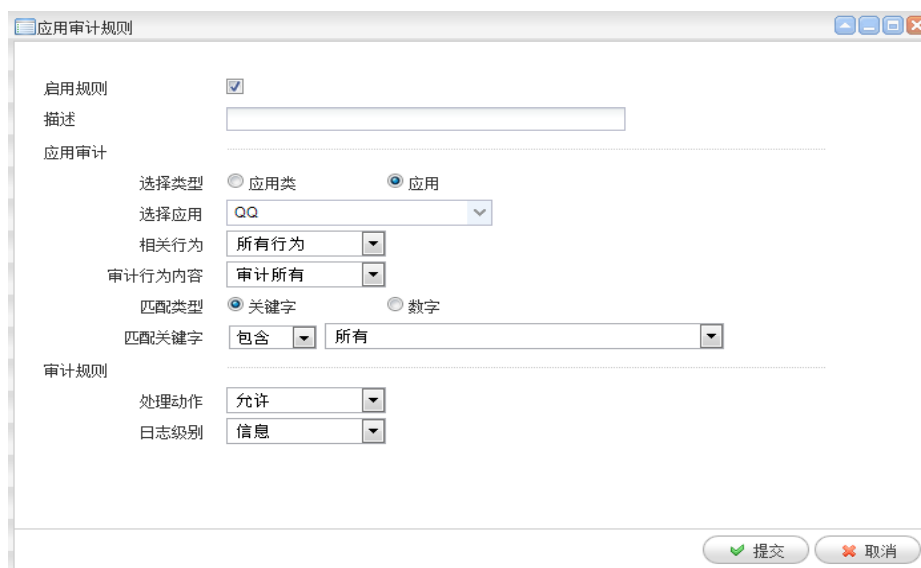 应用审计规则
启用规则
描述
应用审计
选择类型 应用类 应用
选择应用 QQ
相关行为 所有行为
审计行为内容 审计所有
匹配类型 关键字 数字
匹配关键字 包含 所有
审计规则
处理动作 允许
日志级别 信息
提交 取消